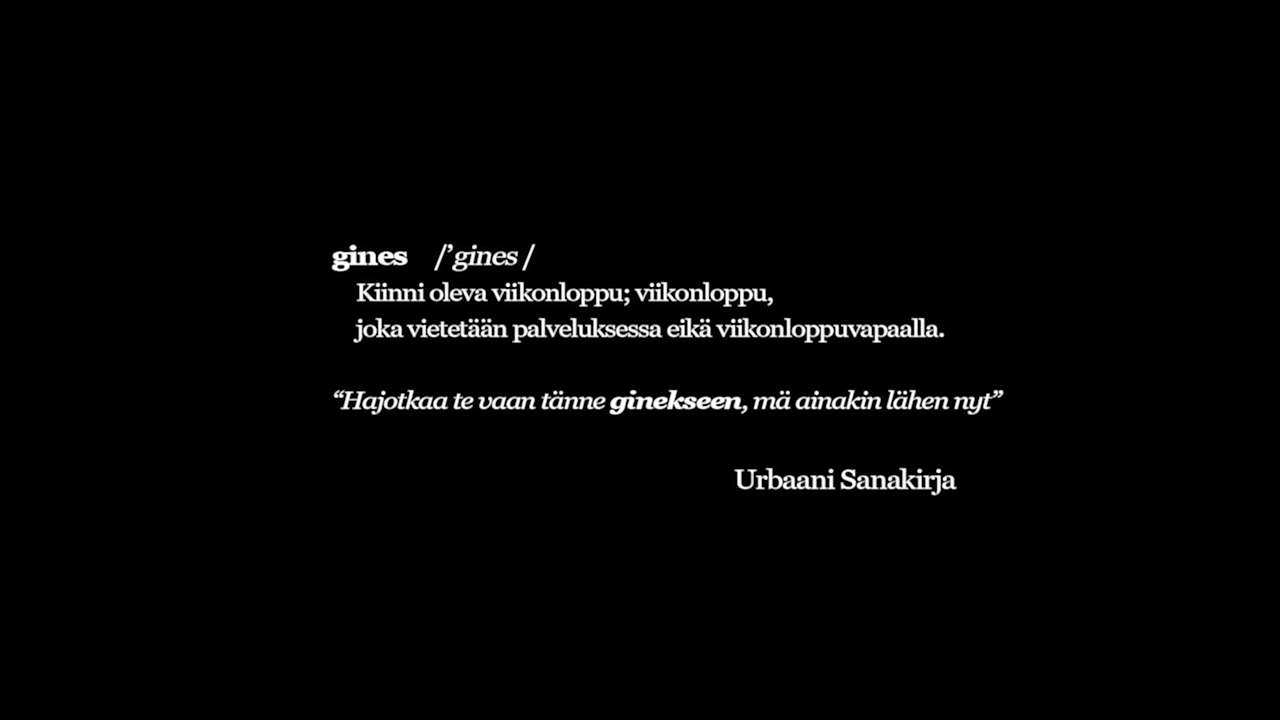 gines /’gines /
Kiinni oleva viikonloppu; viikonloppu,
joka vietetään palveluksessa eikä viikonloppuvapaalla.
“Hajotkaa te vaan tänne ginekseen, mä ainakin lähen nyt”
Urbaani Sanakirja